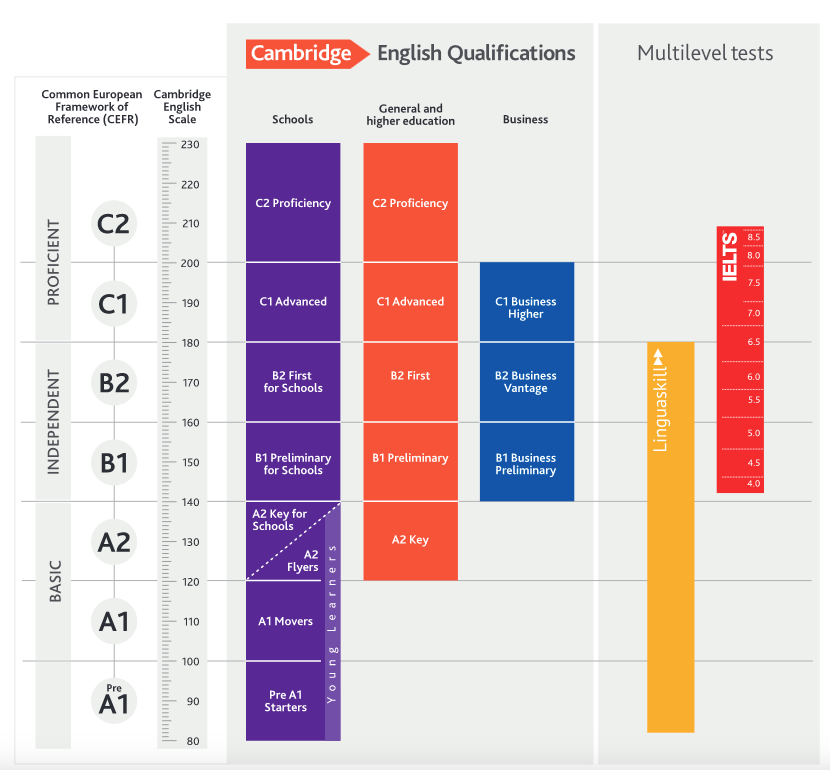 Cambridge English Qualifications
Multilevel tests
Common European
Framework of
Reference (CEFR)
Cambridge
English
Scale
Schools
General and
higher education
Business
PROFICIENT
INDEPENDENT
BASIC
C2
C1
B2
B1
A2
A1
Pre
A1
230
220
210
200
190
180
170
160
150
140
130
120
110
100
90
80
C2 Proficiency
C1 Advanced
B2 First
for Schools
B1 Preliminary
for Schools
A2 Key for
Schools
A2
Flyers
A1 Movers
Pre A1
Starters
Young Learners
C2 Proficiency
C1 Advanced
B2 First
B1 Preliminary
A2 Key
C1 Business
Higher
B2 Business
Vantage
B1 Business
Preliminary
Linguaskill
IELTS
8.5
8.0
7.5
7.0
6.5
6.0
5.5
5.0
4.5
4.0